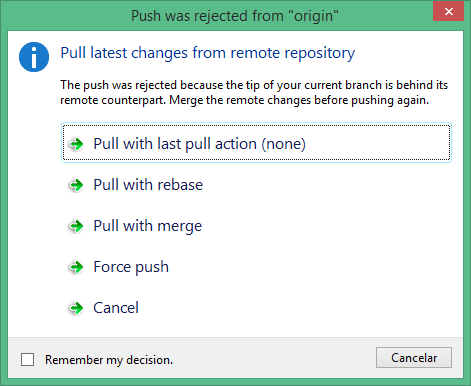 Push was rejected from "origin"
Pull latest changes from remote repository
The push was rejected because the tip of your current branch is behind its
remote counterpart. Merge the remote changes before pushing again.
Pull with last pull action (none)
Pull with rebase
Pull with merge
Force push
Cancel
Remember my decision.
Cancelar